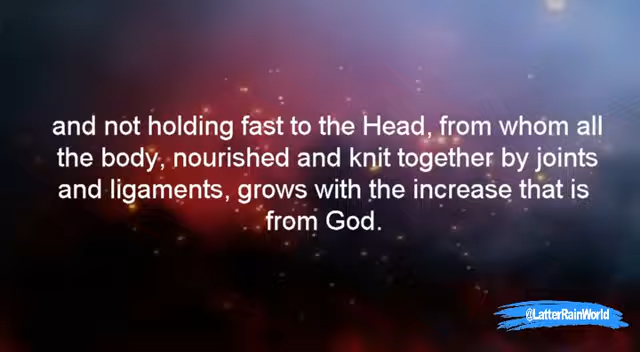 and not holding fast to the Head, from whom all
the body, nourished and knit together by joints
and ligaments, grows with the increase that is
from God.
@LatterRainWorld